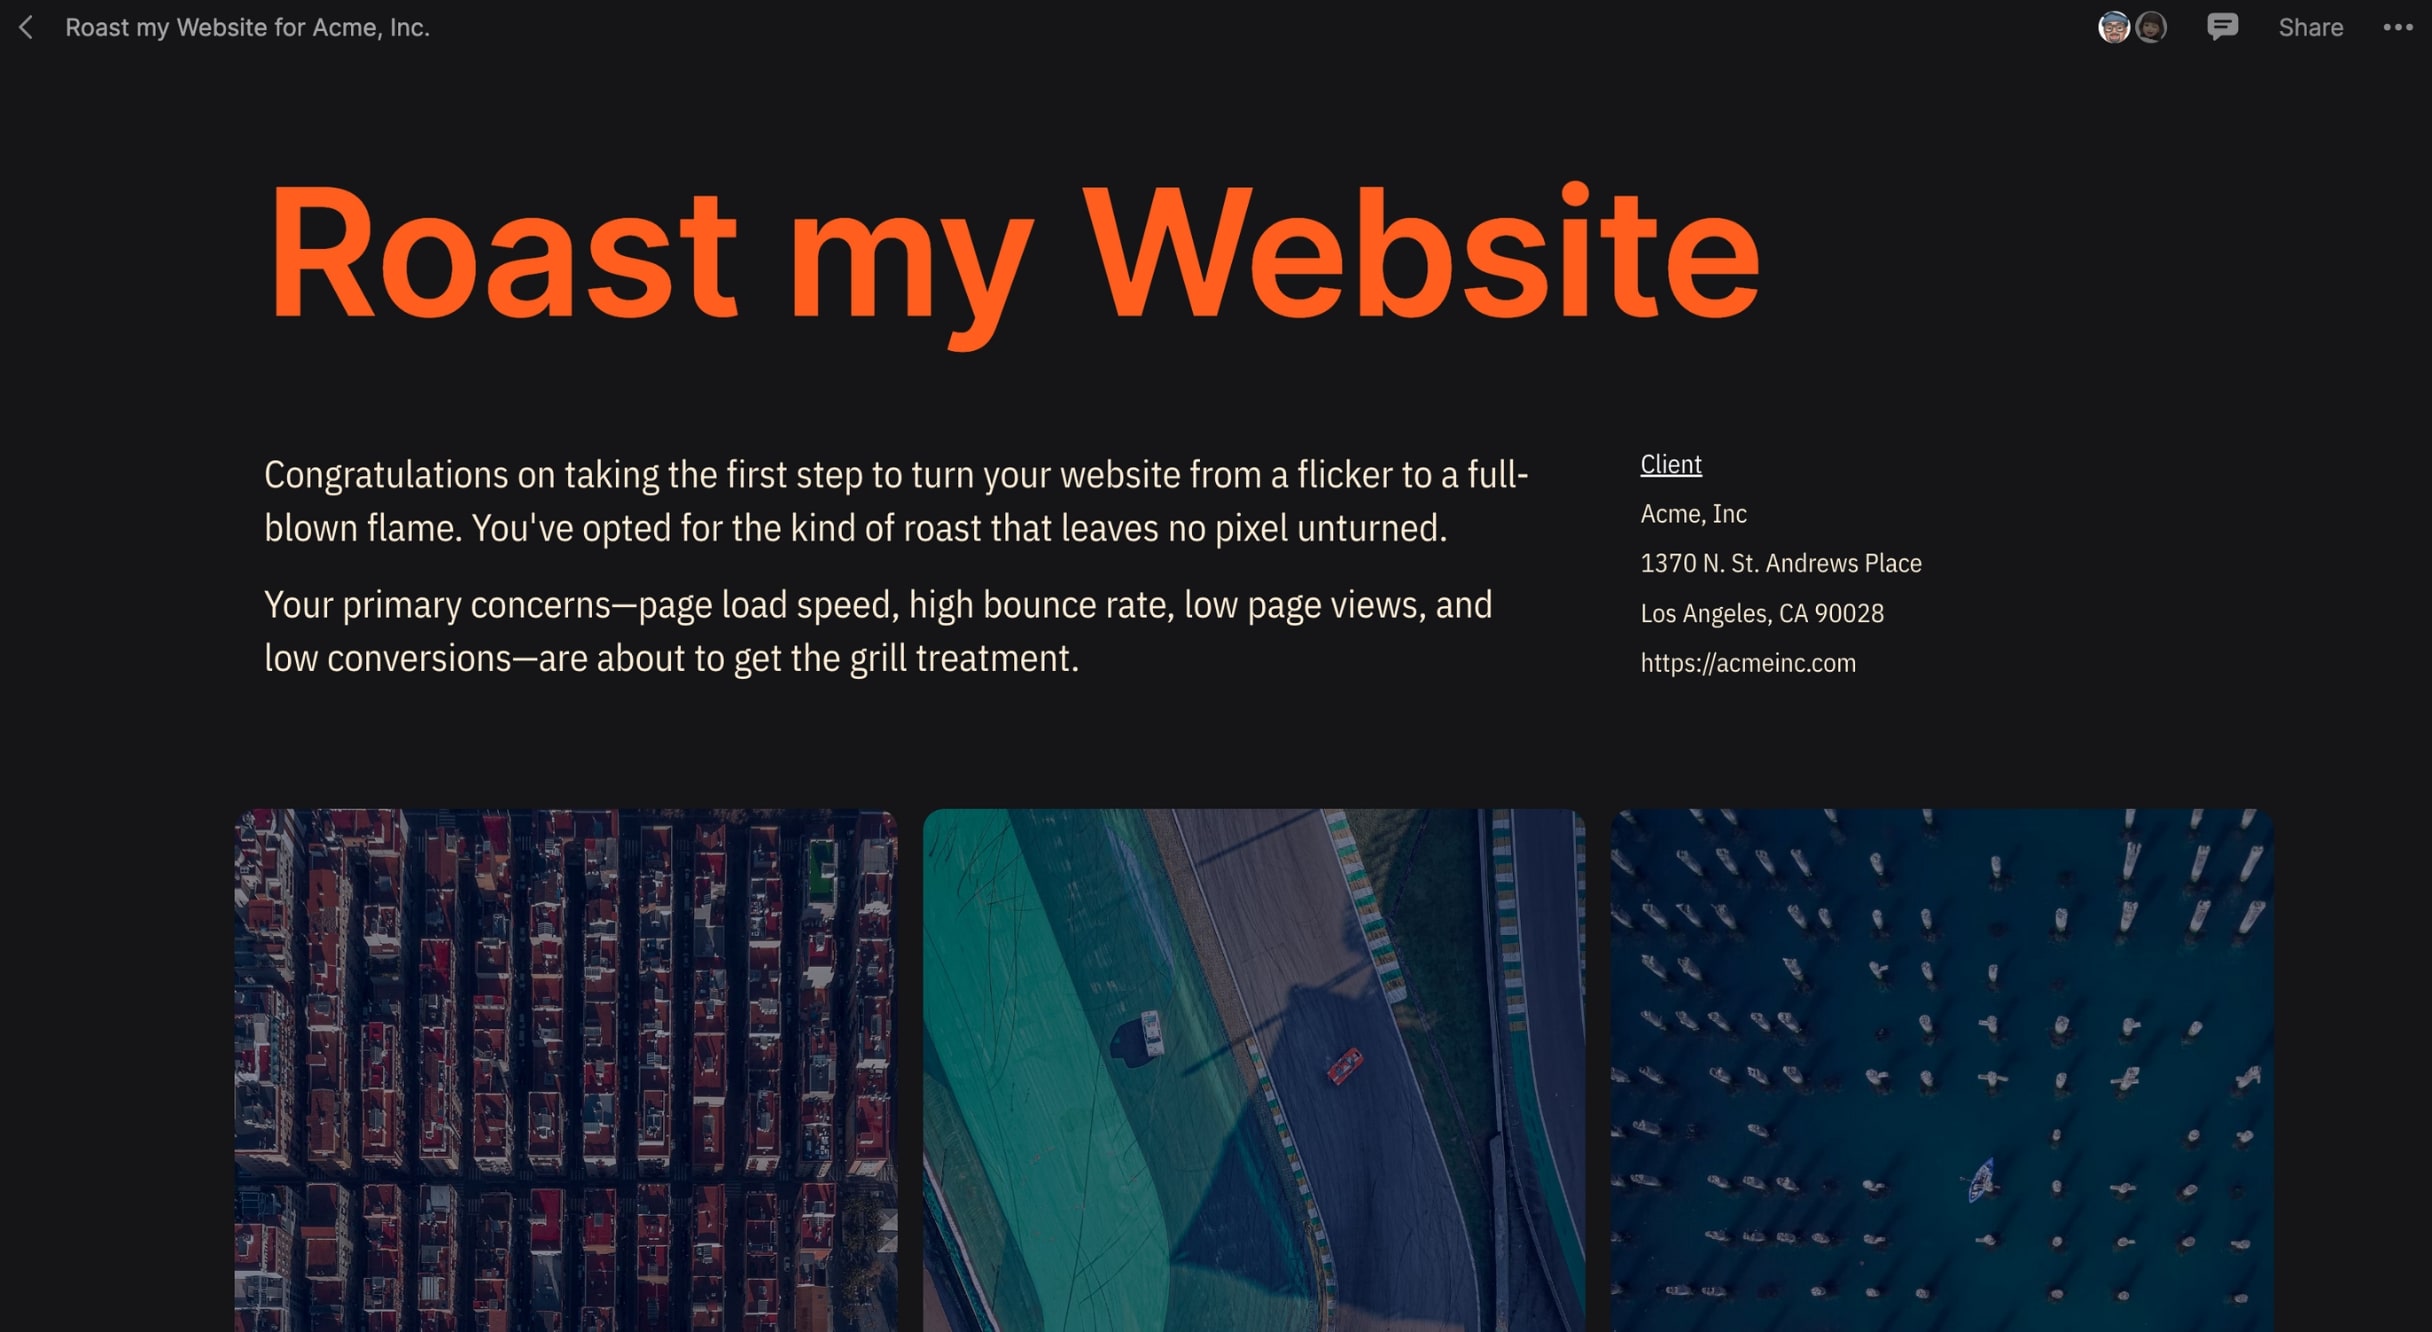 Roast my Website for Acme, Inc.
Share
Roast my Website
Congratulations on taking the first step to turn your website from a flicker to a full-
blown flame. You've opted for the kind of roast that leaves no pixel unturned.
Your primary concerns—page load speed, high bounce rate, low page views, and
low conversions—are about to get the grill treatment.
Client
Acme, Inc
1370 N. St. Andrews Place
Los Angeles, CA 90028
https://acmeinc.com